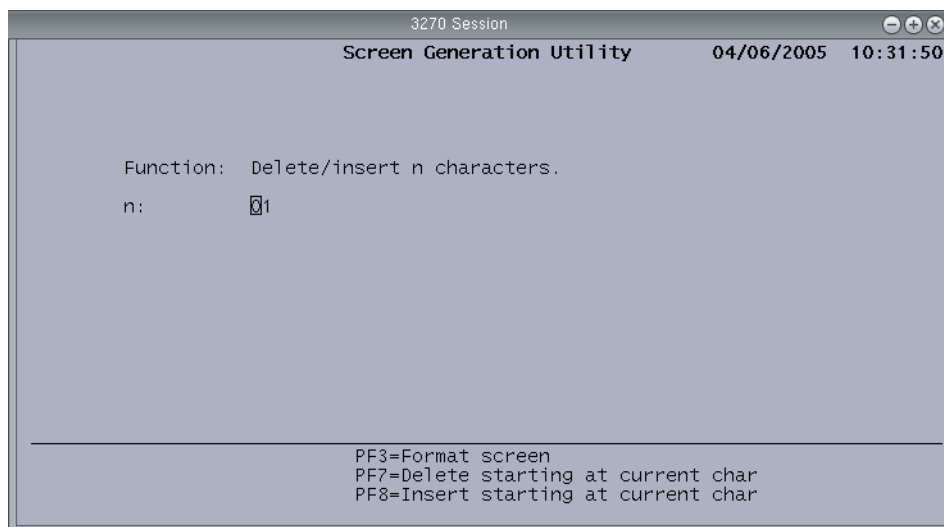 3270 Session
Screen Generation Utility 04/06/2005 10:31:50
Function: Delete/insert n characters.
n: 01
PF3=Format screen
PF7=Delete starting at current char
PF8=Insert starting at current char